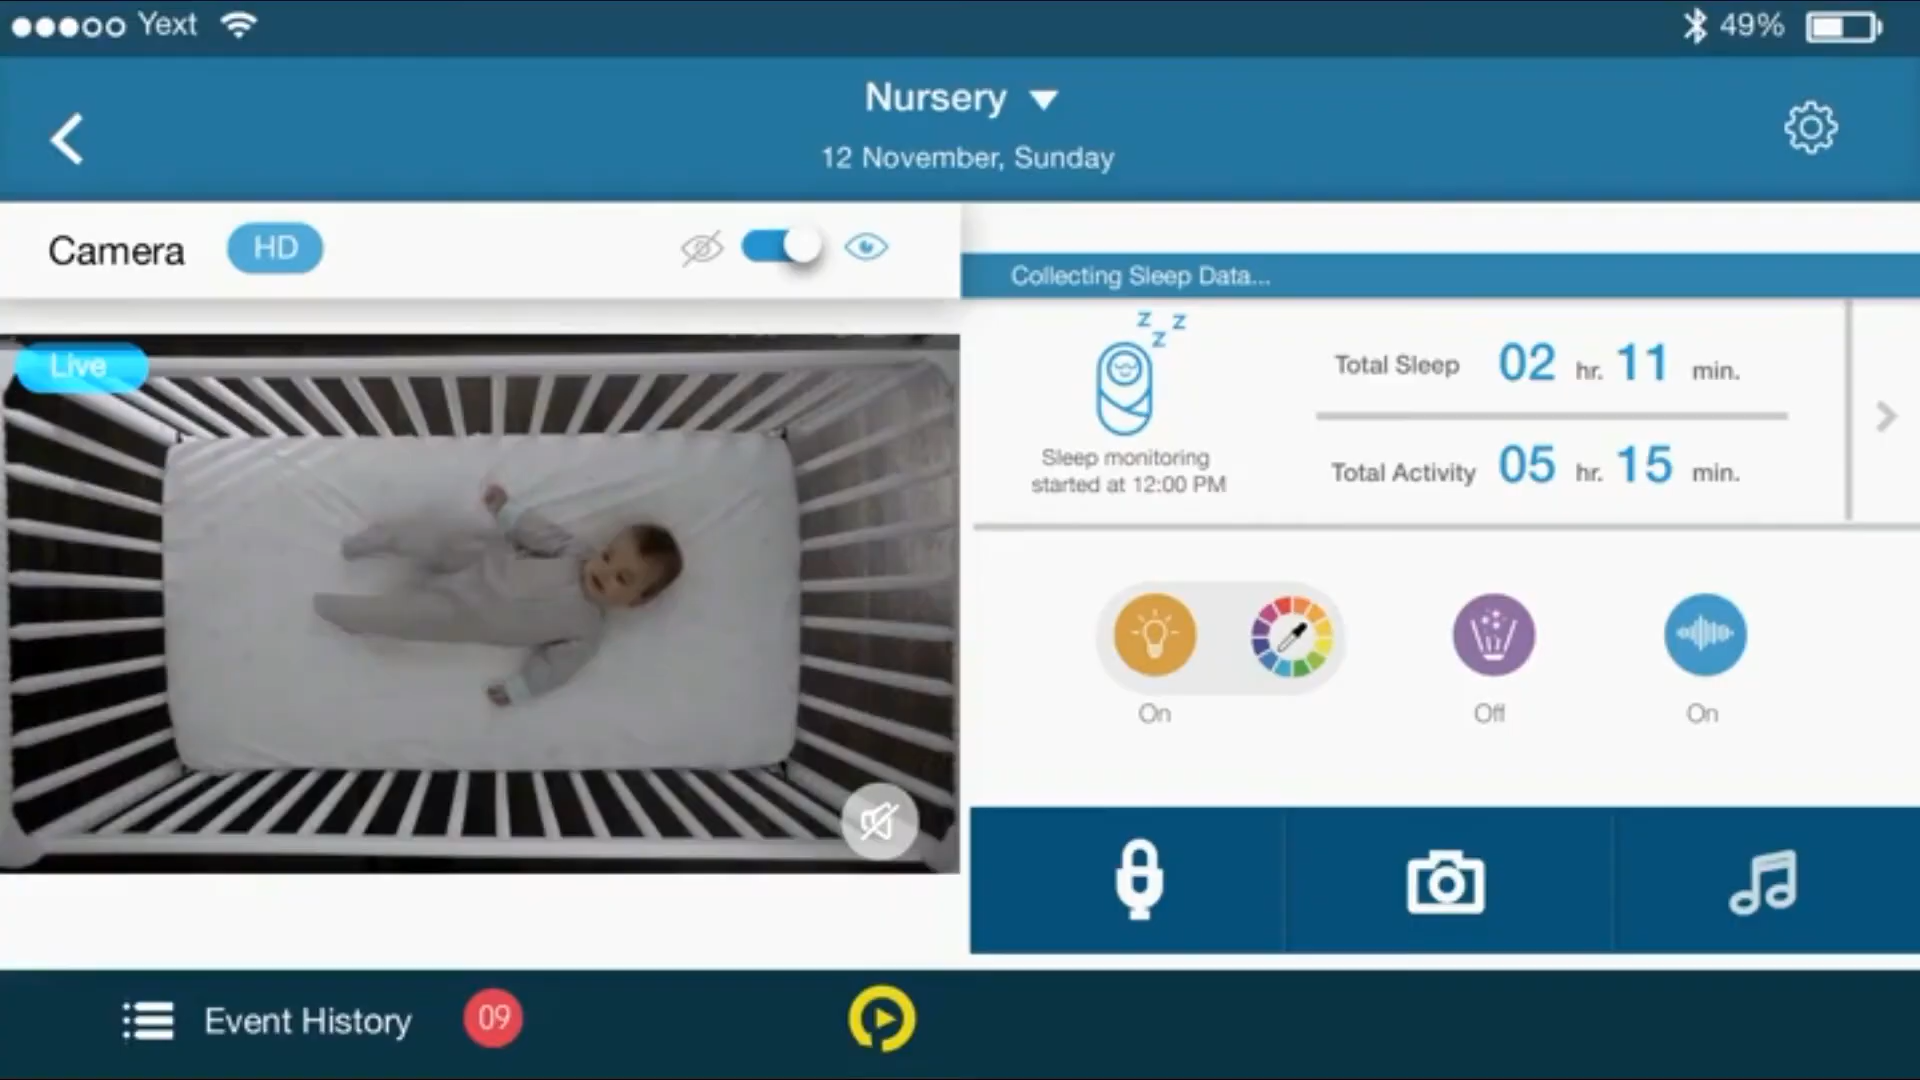 Yext
49%
Nursery
12 November, Sunday
Camera
HD
Collecting Sleep Data...
Live
z z z
Total Sleep 02 hr. 11 min.
Sleep monitoring
started at 12:00 PM
Total Activity 05 hr. 15 min.
On
Off
On
Event History
09